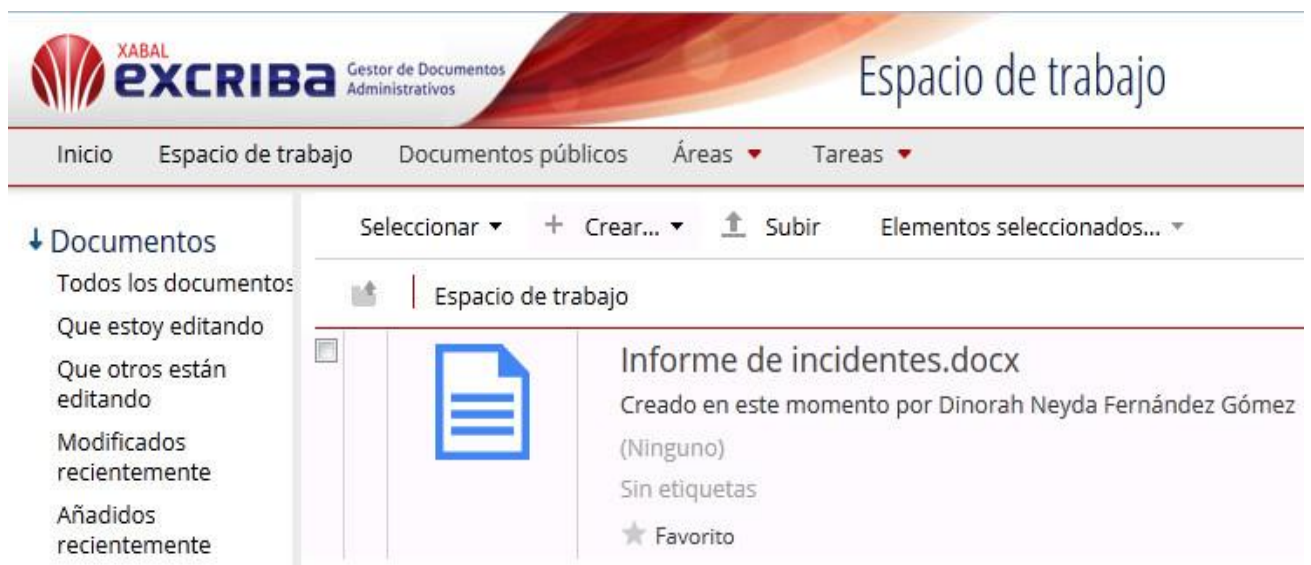 XABAL
excriba
Gestor de Documentos
Administrativos
Espacio de trabajo
Inicio Espacio de trabajo Documentos públicos Áreas Tareas
Documentos
Todos los documentos
Que estoy editando
Que otros están
editando
Modificados
recientemente
Añadidos
recientemente
Seleccionar + Crear... Subir Elementos seleccionados...
Espacio de trabajo
Informe de incidentes.docx
Creado en este momento por Dinorah Neyda Fernández Gómez
(Ninguno)
Sin etiquetas
Favorito